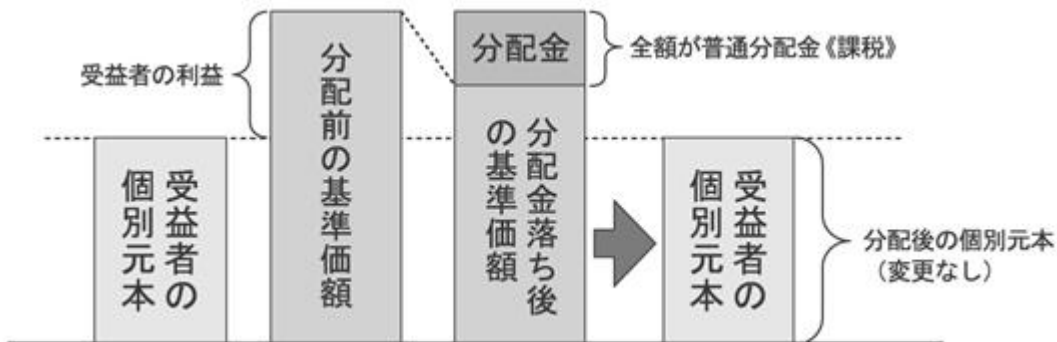 受益者の利益
受益者の
個別元本
分配前の基準価額
分配金
全額が普通分配金《課税》
分配金落ち後
の基準価額
受益者の
個別元本
分配後の個別元本
（変更なし）